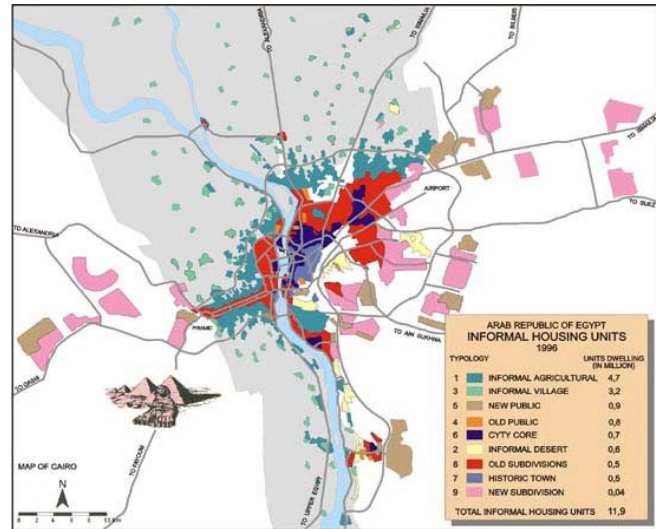 TO ALEXANDRIA
TO ISMAILIA
TO BILBEIS
TO ISMAILIA
AIRPORT
TO SUEZ
TO ALEXANDRIA
PYRAMID
TO AIN SUKHNA
TO OASIS
TO FAYOUM
TO UPPER EGYPT
MAP OF CAIRO
N
ARAB REPUBLIC OF EGYPT
INFORMAL HOUSING UNITS
1996
TYPOLOGY UNITS DWELLING
(IN MILLION)
1 INFORMAL AGRICULTURAL 4,7
3 INFORMAL VILLAGE 3,2
5 NEW PUBLIC 0,9
4 OLD PUBLIC 0,8
6 CYTY CORE 0,7
2 INFORMAL DESERT 0,6
8 OLD SUBDIVISIONS 0,5
7 HISTORIC TOWN 0,5
9 NEW SUBDIVISION 0,04
TOTAL INFORMAL HOUSING UNITS 11,9